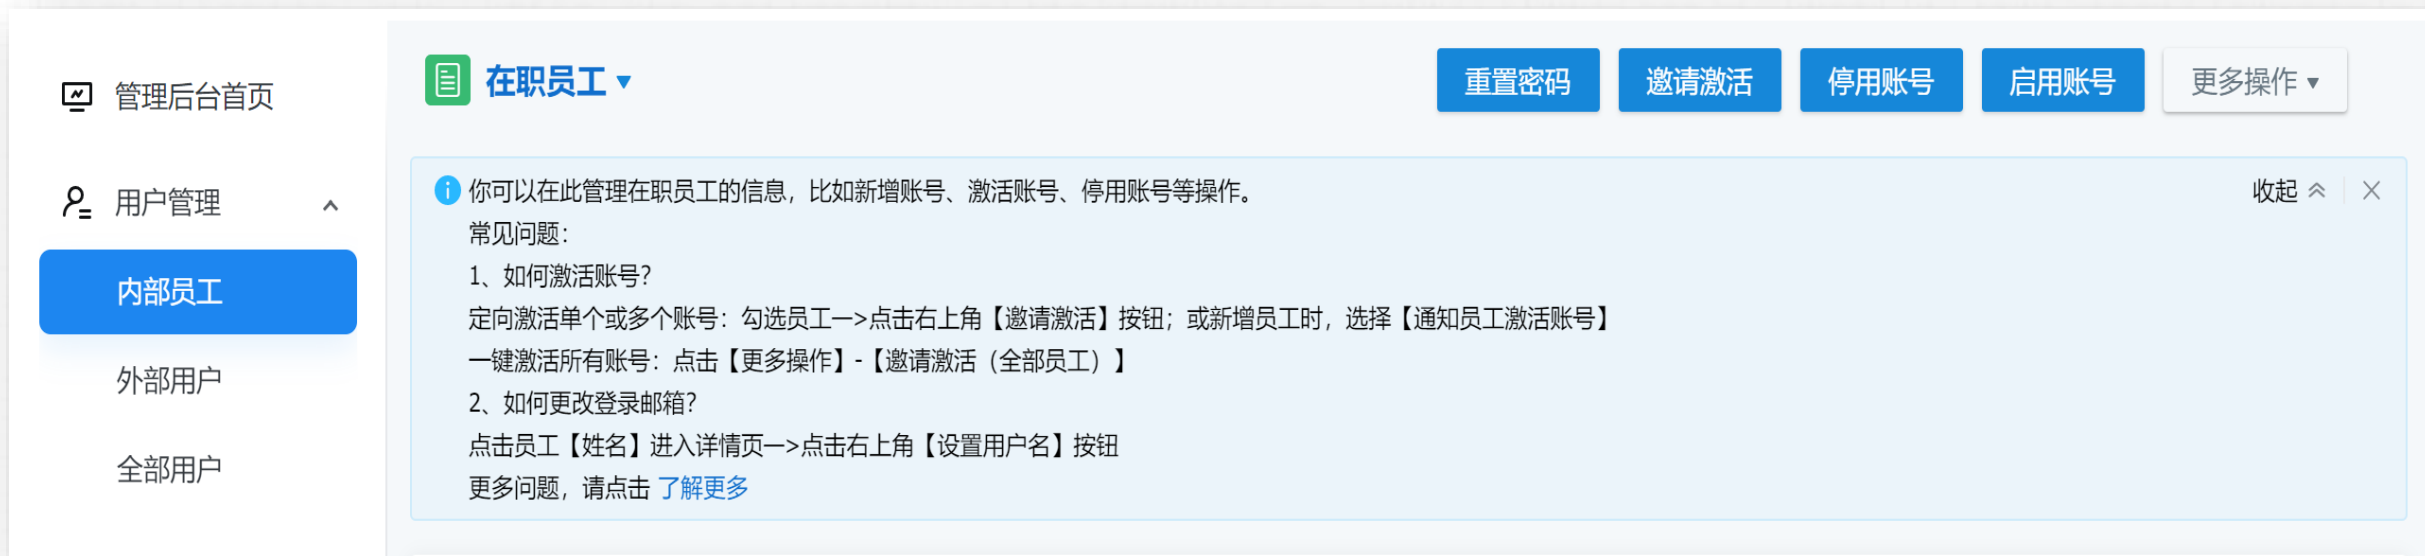 管理后台首页
用户管理
内部员工
外部用户
全部用户
在职员工
重置密码
邀请激活
停用账号
启用账号
更多操作
你可以在此管理在职员工的信息，比如新增账号、激活账号、停用账号等操作。
收起
常见问题：
1、如何激活账号？
定向激活单个或多个账号：勾选员工—>点击右上角【邀请激活】按钮；或新增员工时，选择【通知员工激活账号】
一键激活所有账号：点击【更多操作】-【邀请激活（全部员工）】
2、如何更改登录邮箱？
点击员工【姓名】进入详情页—>点击右上角【设置用户名】按钮
更多问题，请点击 了解更多